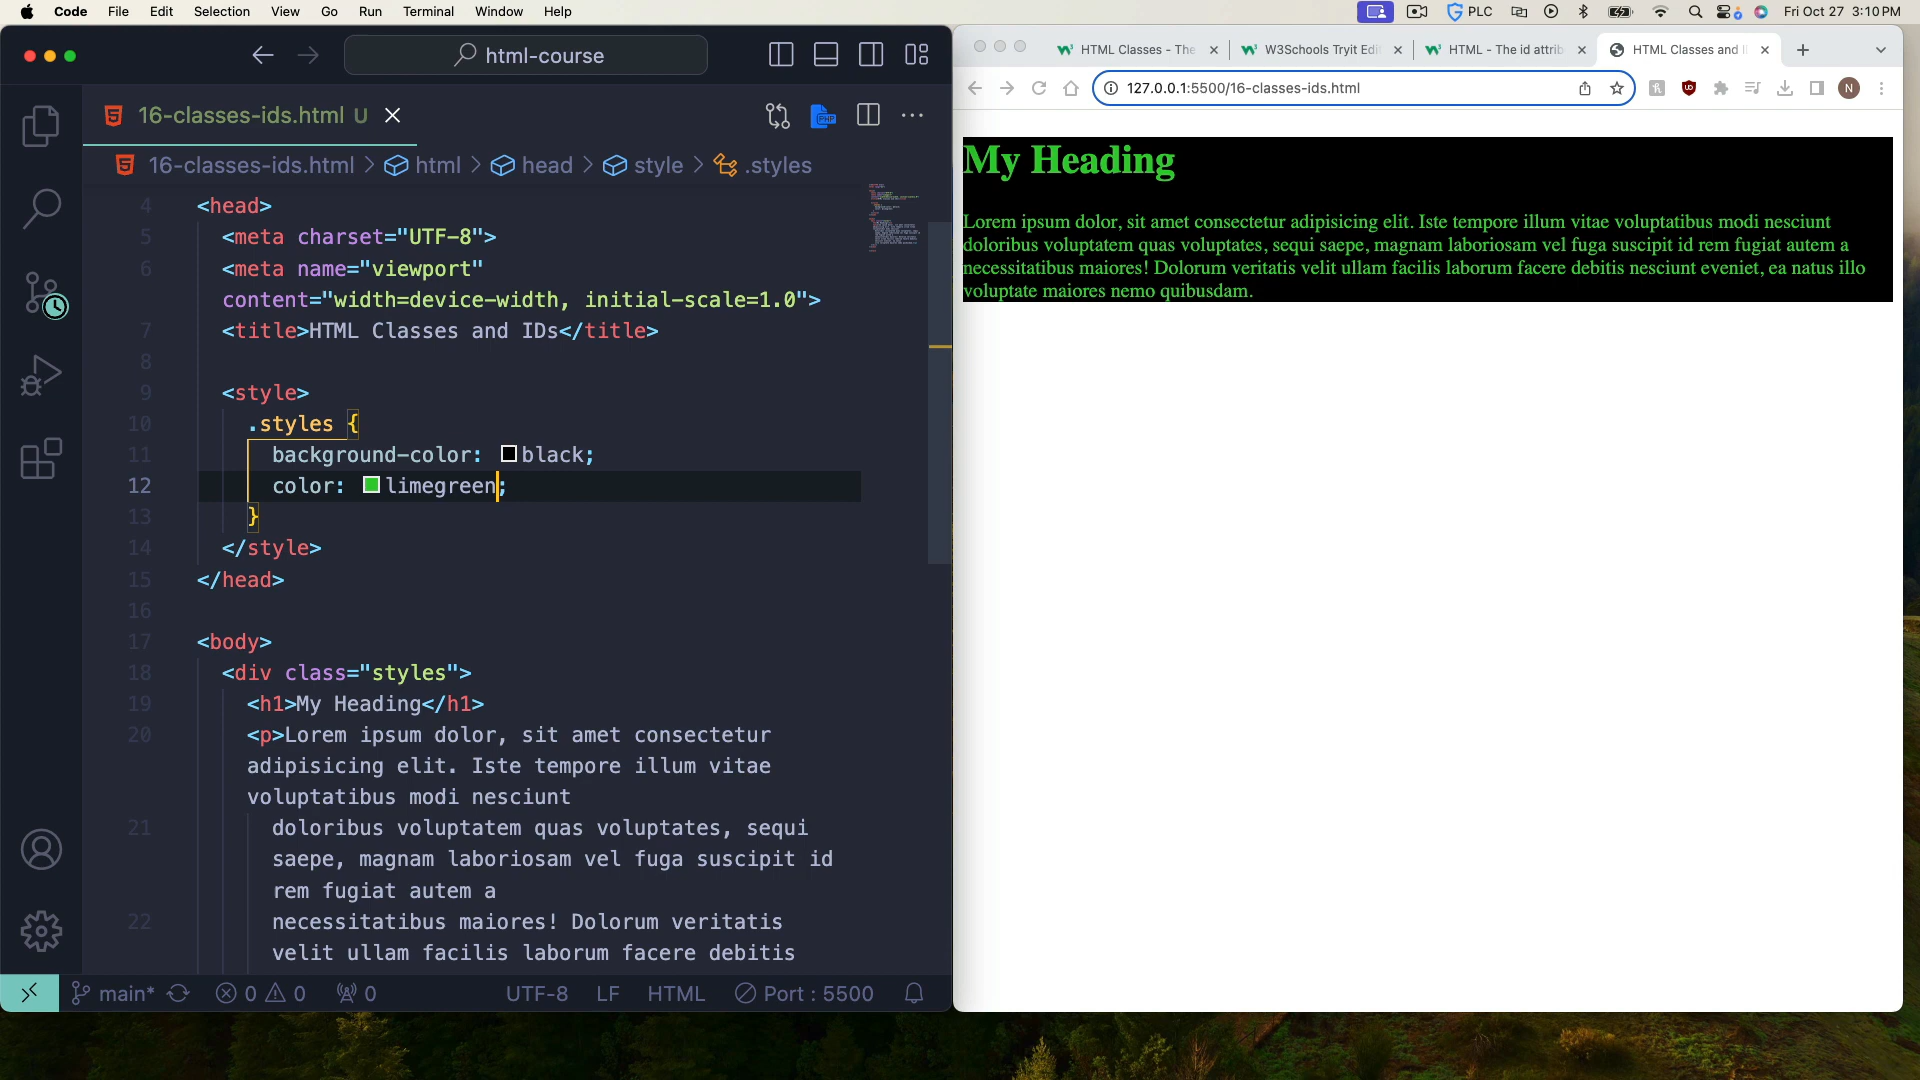 Code File Edit Selection View Go Run Terminal Window Help
PLC
Fri Oct 27 3:10 PM
html-course
16-classes-ids.html U
16-classes-ids.html > html > head > style > .styles
4 <head>
5 <meta charset="UTF-8">
6 <meta name="viewport"
content="width=device-width, initial-scale=1.0">
7 <title>HTML Classes and IDs</title>
8
9 <style>
10 .styles {
11 background-color: black;
12 color: limegreen;
13 }
14 </style>
15 </head>
16
17 <body>
18 <div class="styles">
19 <h1>My Heading</h1>
20 <p>Lorem ipsum dolor, sit amet consectetur
adipisicing elit. Iste tempore illum vitae
voluptatibus modi nesciunt
21 doloribus voluptatem quas voluptates, sequi
saepe, magnam laboriosam vel fuga suscipit id
rem fugiat autem a
22 necessitatibus maiores! Dolorum veritatis
velit ullam facilis laborum facere debitis
main* 0 0 0 UTF-8 LF HTML Port : 5500
HTML Classes - The
W3Schools Tryit Edi
HTML - The id attrib
HTML Classes and I
127.0.0.1:5500/16-classes-ids.html
N
My Heading
Lorem ipsum dolor, sit amet consectetur adipisicing elit. Iste tempore illum vitae voluptatibus modi nesciunt
doloribus voluptatem quas voluptates, sequi saepe, magnam laboriosam vel fuga suscipit id rem fugiat autem a
necessitatibus maiores! Dolorum veritatis velit ullam facilis laborum facere debitis nesciunt eveniet, ea natus illo
voluptate maiores nemo quibusdam.